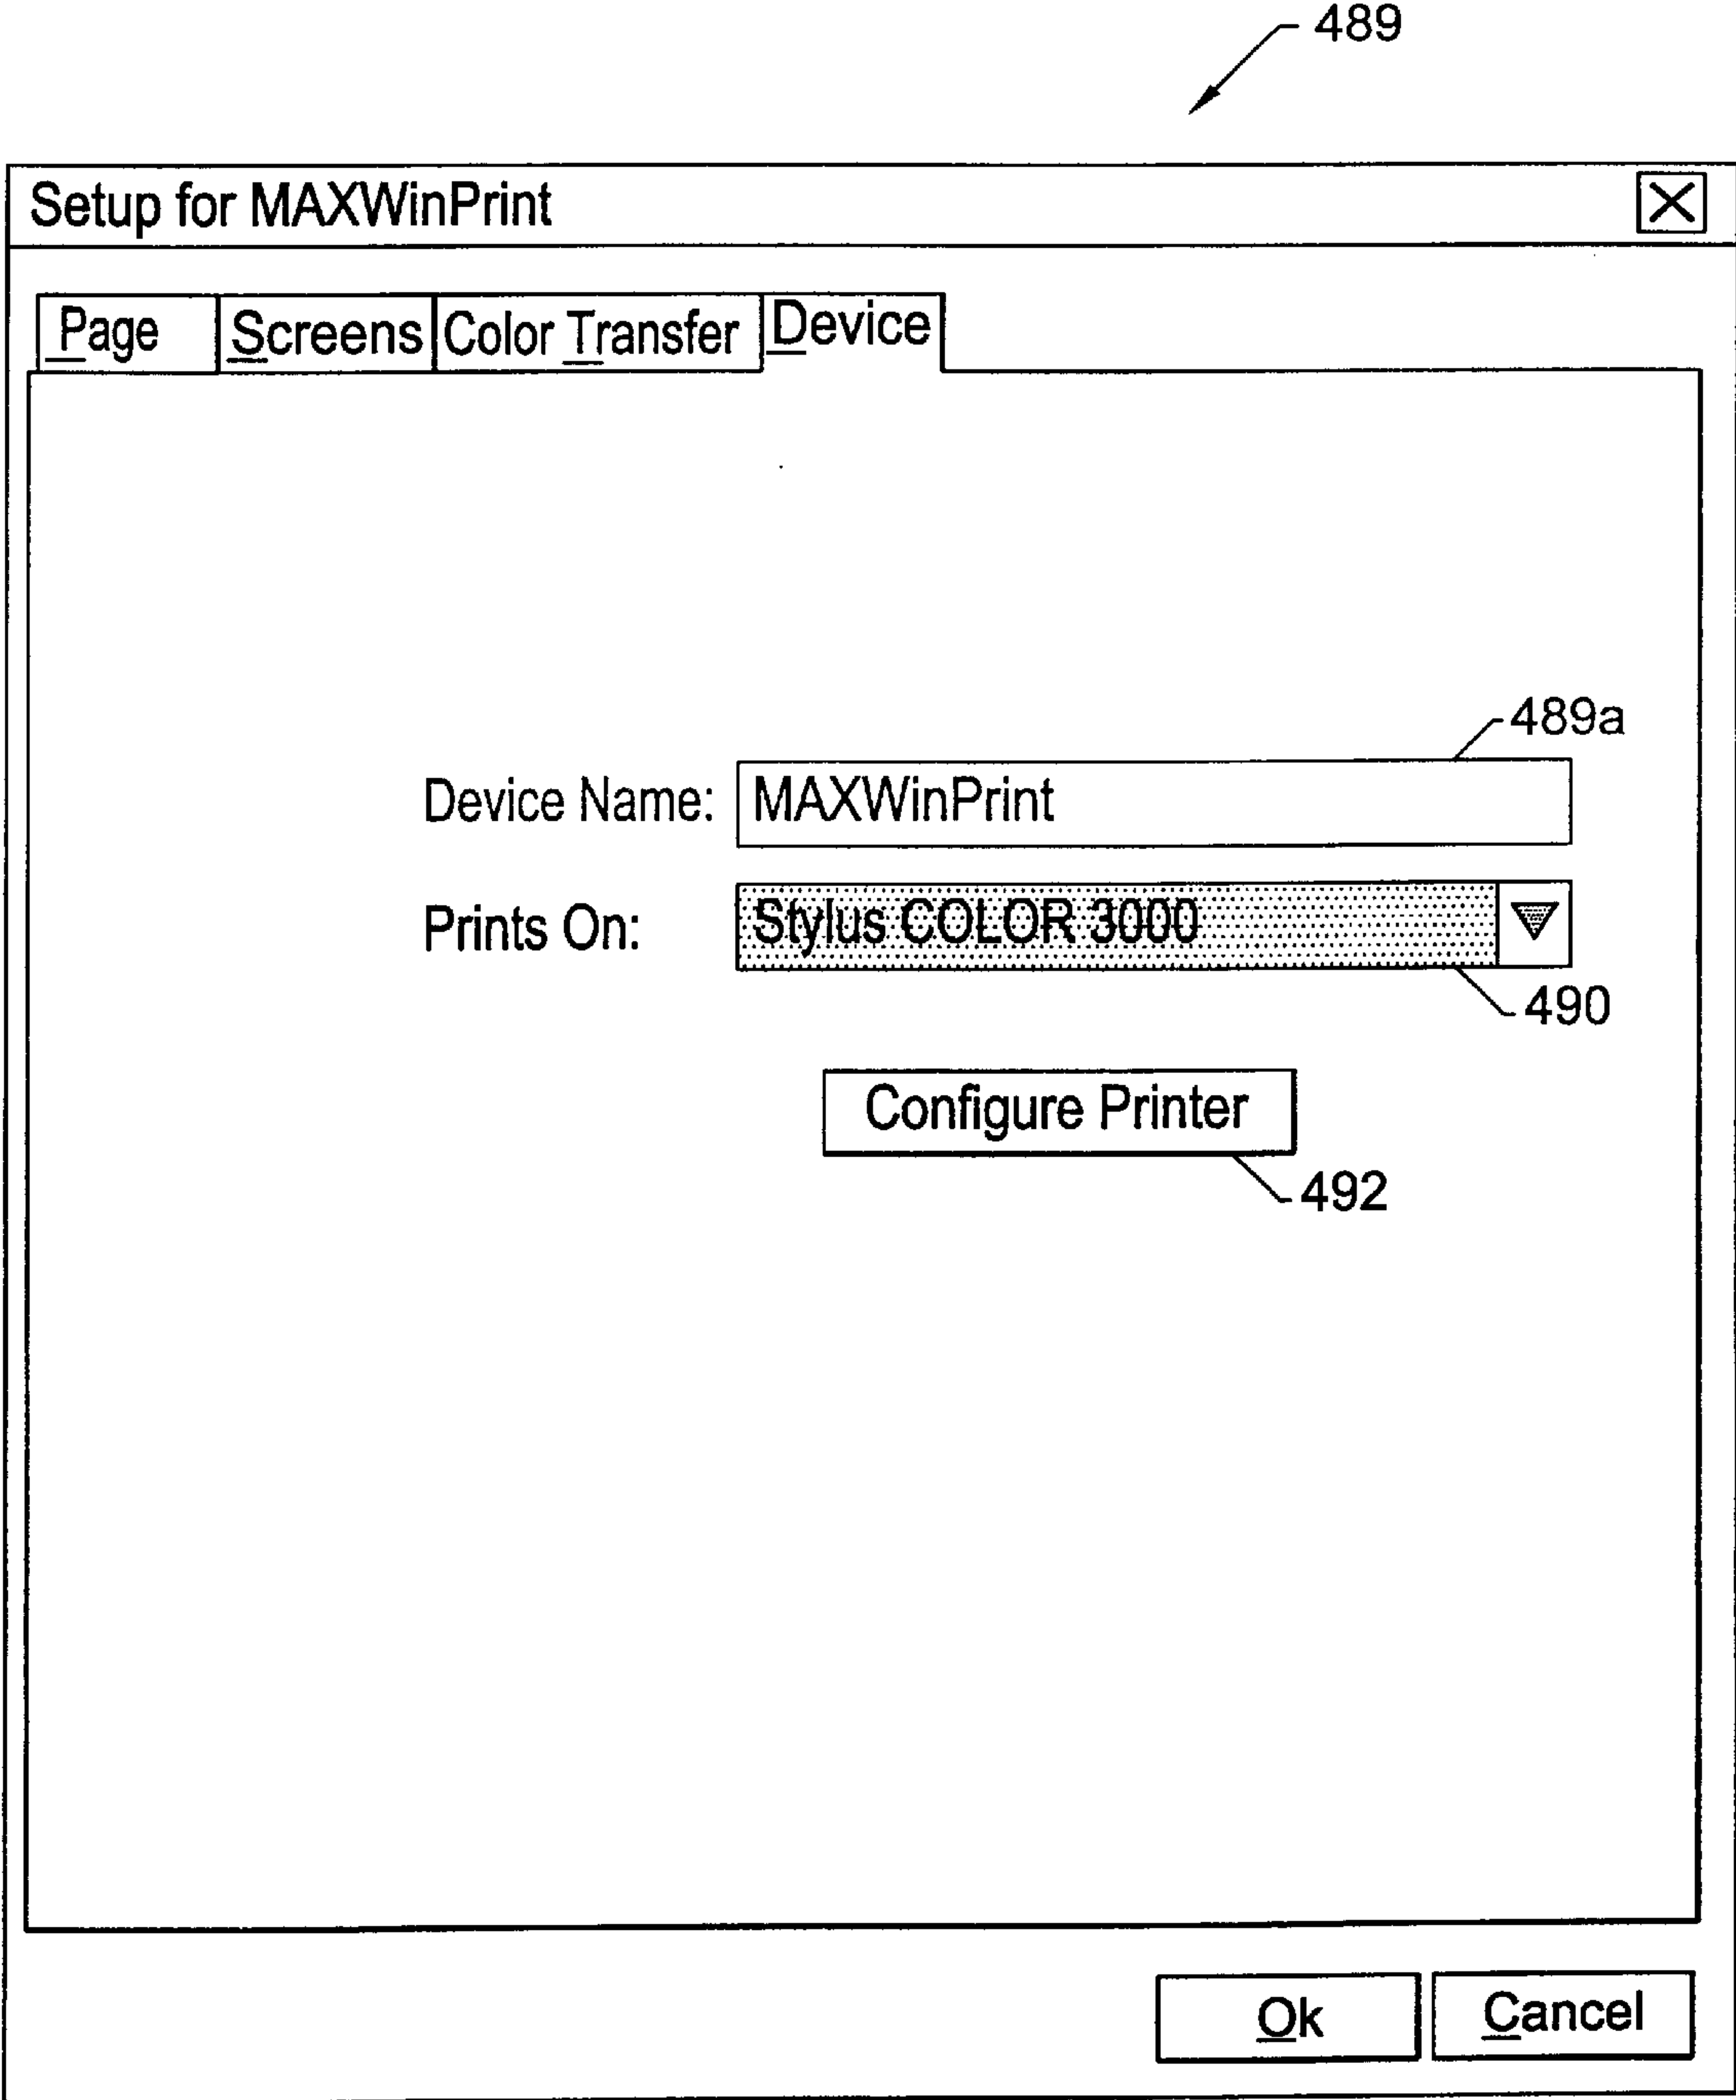 489
Setup for MAXWinPrint
Page Screens Color Transfer Device
489a
Device Name: MAXWinPrint
Prints On: Stylus COLOR 3000
490
Configure Printer
492
Ok Cancel